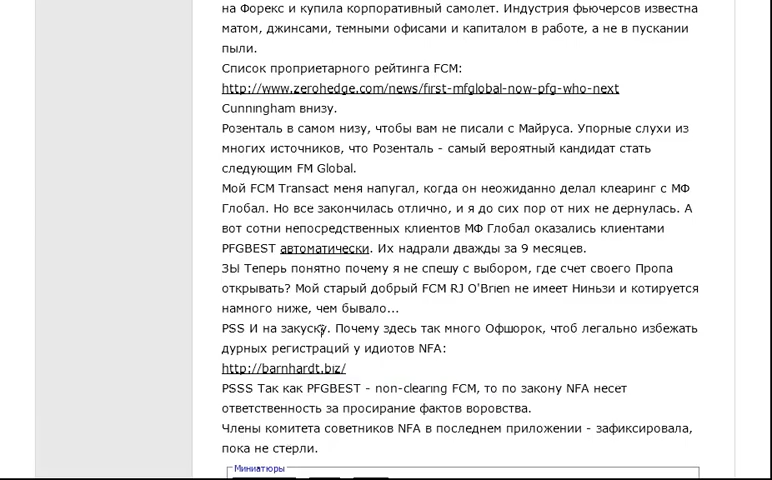 на Форекс и купила корпоративный самолет. Индустрия фьючерсов известна
матом, джинсами, темными офисами и капиталом в работе, а не в пускании
пыли.
Список проприетарного рейтинга FCM:
http://www.zerohedge.com/news/first-mfglobal-now-pfg-who-next
Cunningham внизу.
Розенталь в самом низу, чтобы вам не писали с Майруса. Упорные слухи из
многих источников, что Розенталь - самый вероятный кандидат стать
следующим FM Global.
Мой FCM Transact меня напугал, когда он неожиданно делал клеаринг с МФ
Глобал. Но все закончилась отлично, и я до сих пор от них не дернулась. А
вот сотни непосредственных клиентов МФ Глобал оказались клиентами
PFGBEST автоматически. Их надрали дважды за 9 месяцев.
ЗЫ Теперь понятно почему я не спешу с выбором, где счет своего Пропа
открывать? Мой старый добрый FCM RJ O'Brien не имеет Ниньзи и котируется
намного ниже, чем бывало...
PSS И на закуску. Почему здесь так много Офшорок, чтоб легально избежать
дурных регистраций у идиотов NFA:
http://barnhardt.biz/
PSSS Так как PFGBEST - non-clearing FCM, то по закону NFA несет
ответственность за просирание фактов воровства.
Члены комитета советников NFA в последнем приложении - зафиксировала,
пока не стерли.
Миниатюры